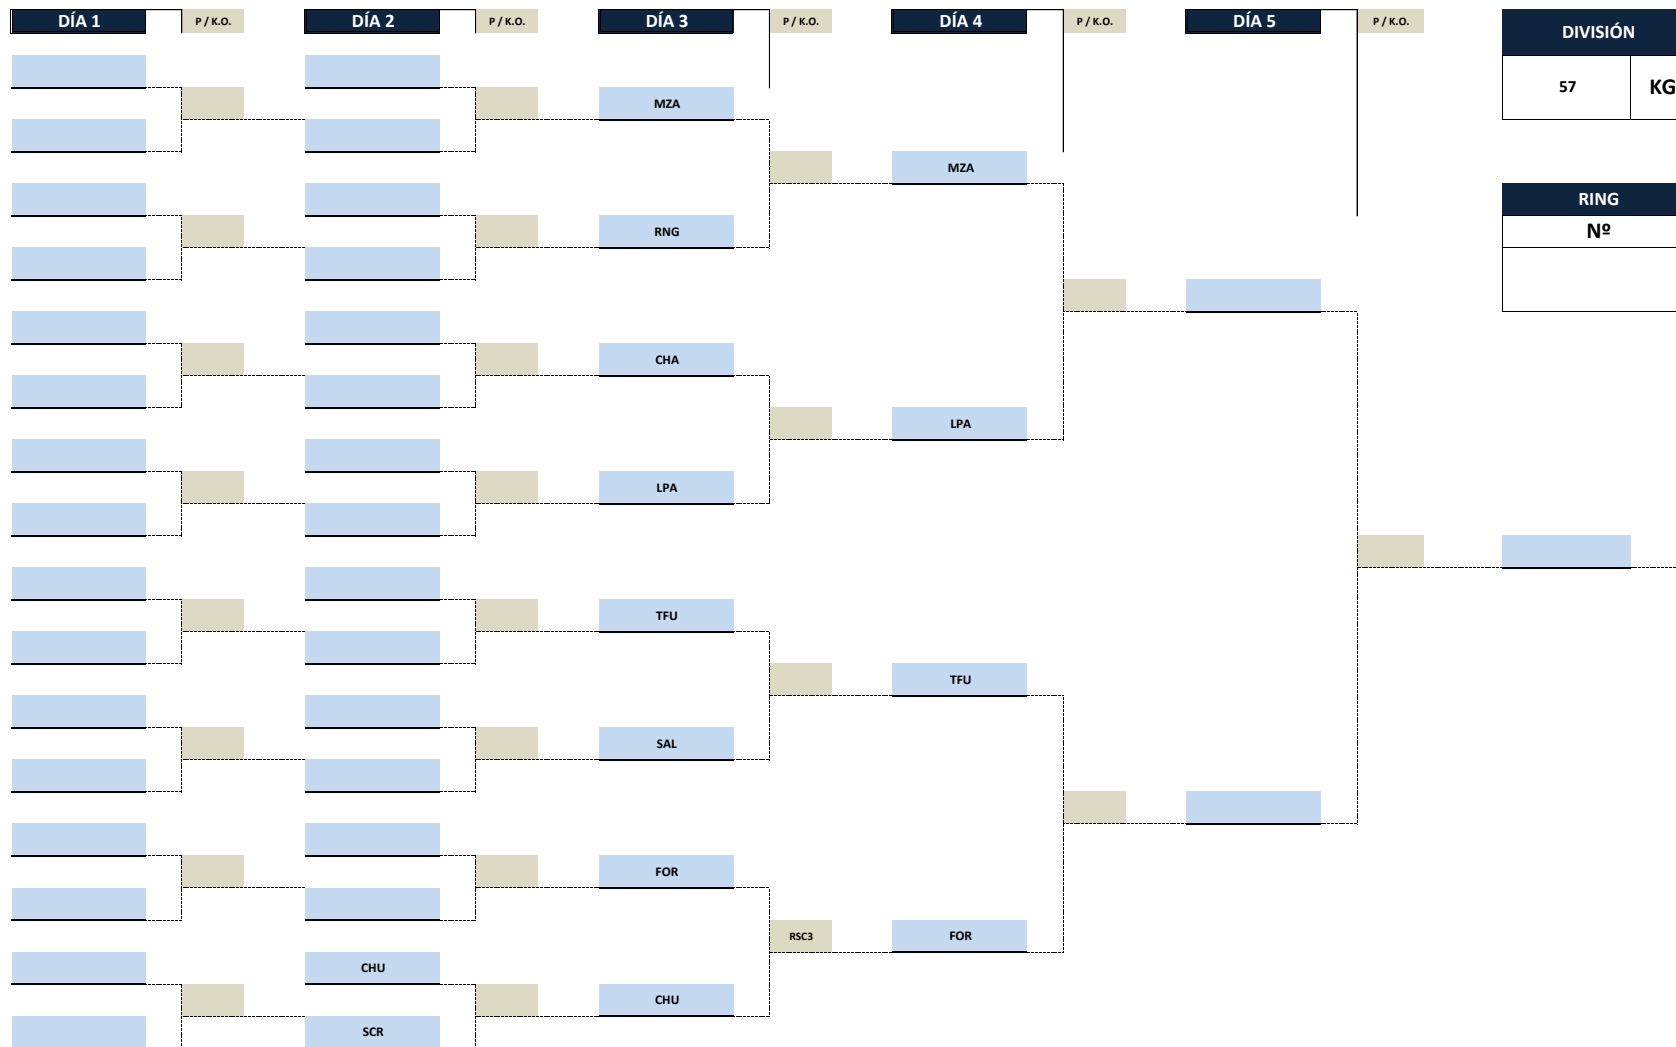 DÍA 1 P / K.O. DÍA 2 P / K.O. DÍA 3 P / K.O. DÍA 4 P / K.O. DÍA 5 P / K.O. DIVISIÓN
57 KG
MZA
MZA
RING
RNG
Nº
CHA
LPA
LPA
TFU
TFU
SAL
FOR
RSC3 FOR
CHU
CHU
SCR